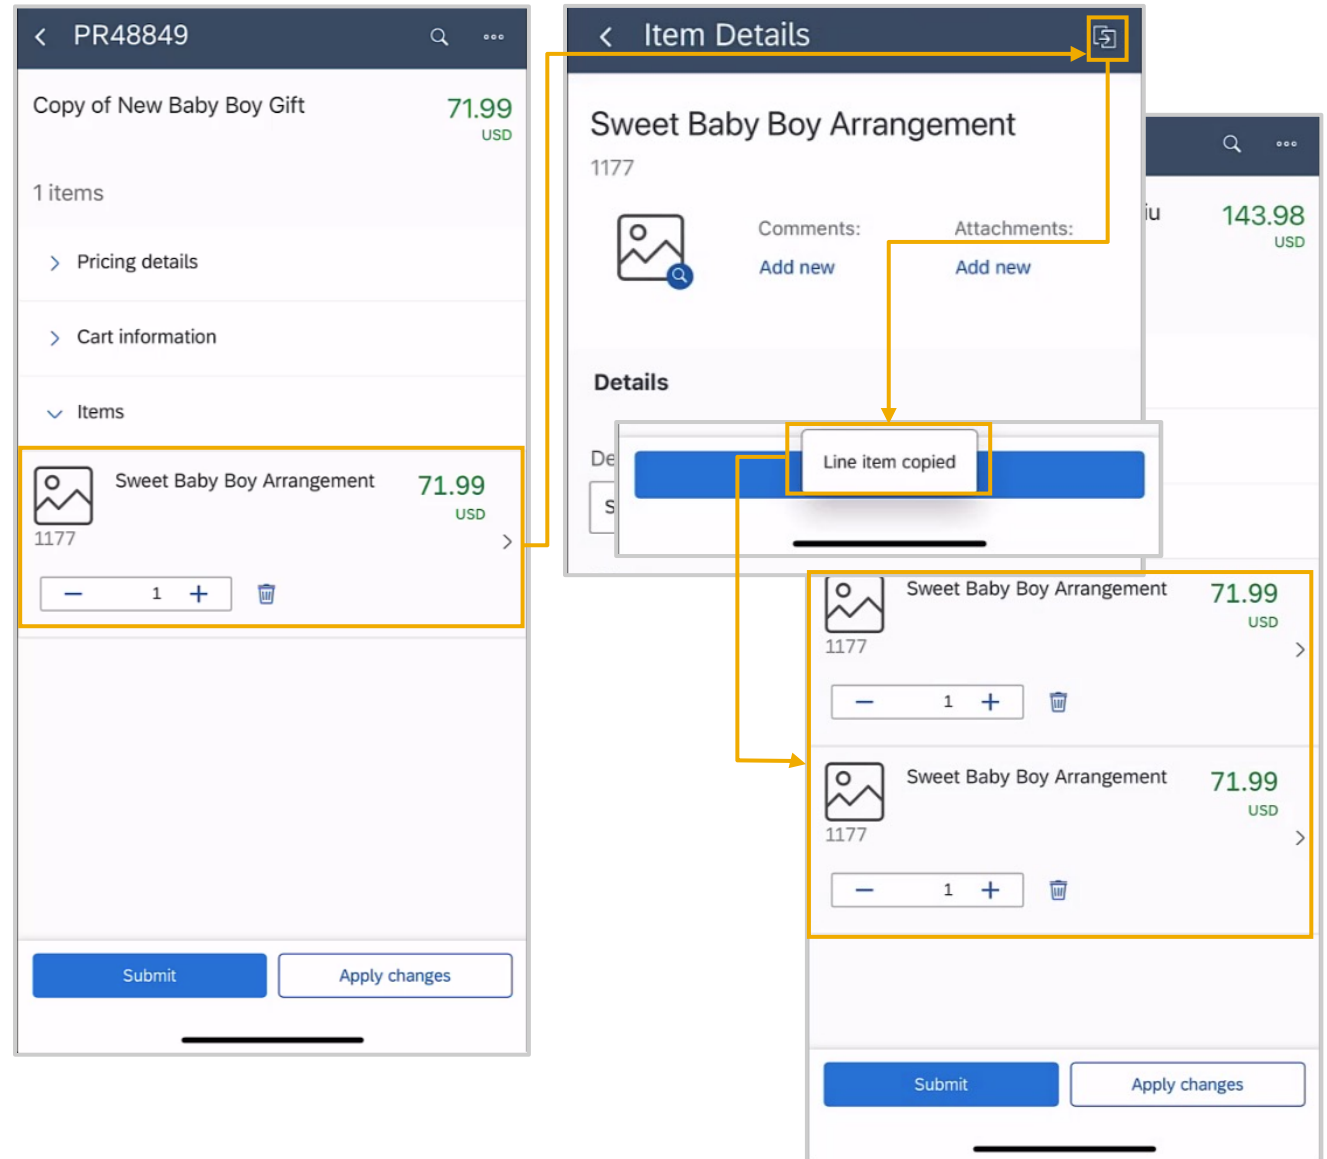 PR48849
Copy of New Baby Boy Gift
71.99
USD
1 items
Pricing details
Cart information
Items
Sweet Baby Boy Arrangement
71.99
USD
1177
1
Submit
Apply changes
Item Details
Sweet Baby Boy Arrangement
1177
Comments:
Attachments:
Add new
Add new
Details
De
S
Line item copied
iu
143.98
USD
Sweet Baby Boy Arrangement
71.99
USD
1177
1
Sweet Baby Boy Arrangement
71.99
USD
1177
1
Submit
Apply changes